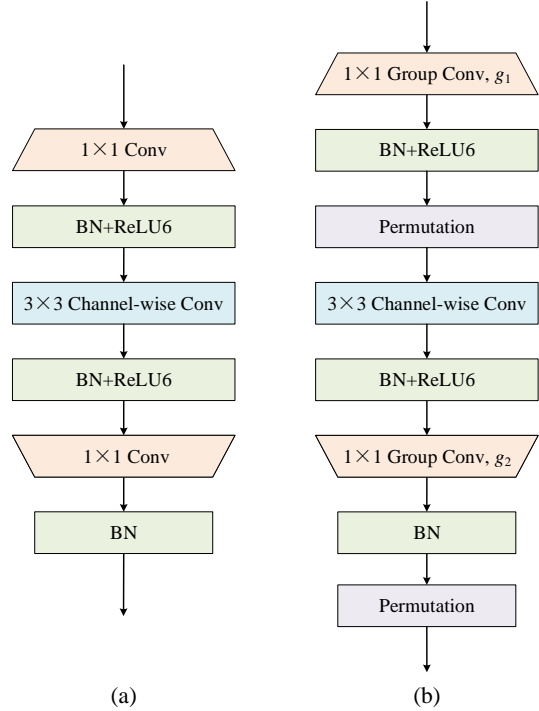 1×1 Conv
BN+ReLU6
3×3 Channel-wise Conv
BN+ReLU6
1×1 Conv
BN
(a)
1×1 Group Conv, g₁
BN+ReLU6
Permutation
3×3 Channel-wise Conv
BN+ReLU6
1×1 Group Conv, g₂
BN
Permutation
(b)